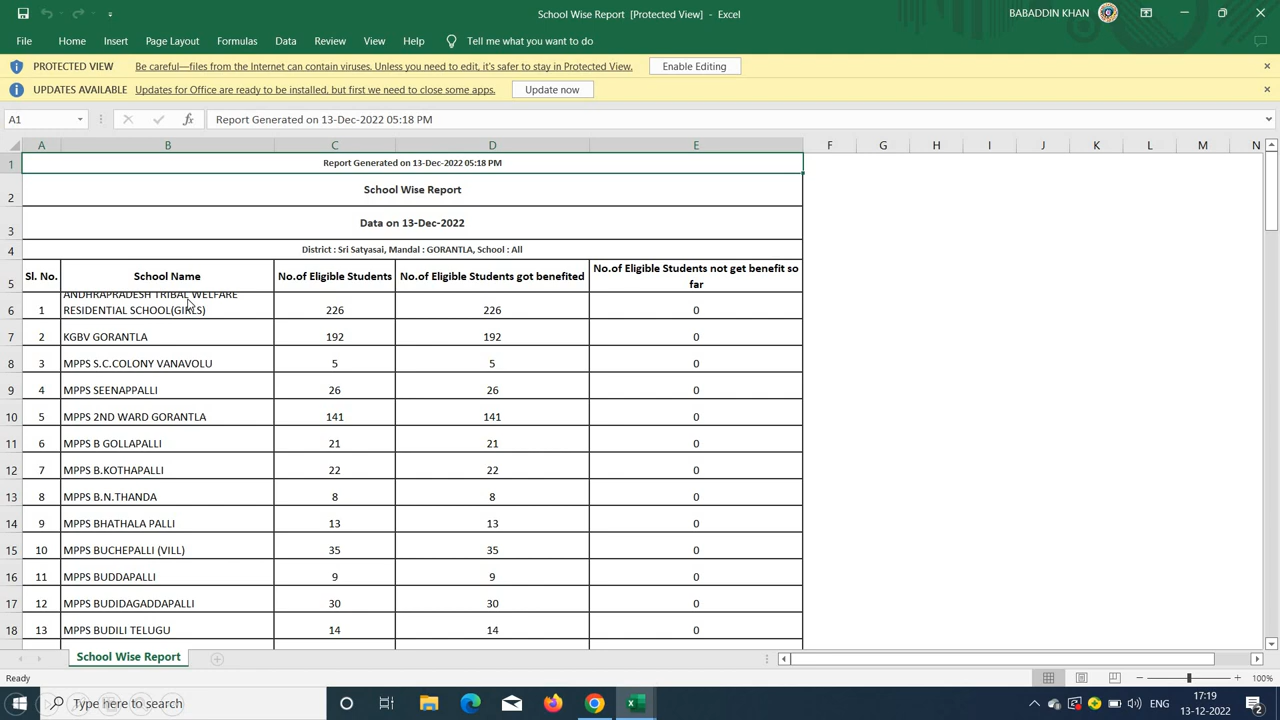 School Wise Report [Protected View] - Excel
BABADDIN KHAN
File Home Insert Page Layout Formulas Data Review View Help Tell me what you want to do
PROTECTED VIEW Be careful—files from the Internet can contain viruses. Unless you need to edit, it's safer to stay in Protected View. Enable Editing
UPDATES AVAILABLE Updates for Office are ready to be installed, but first we need to close some apps. Update now
A1 fx Report Generated on 13-Dec-2022 05:18 PM
A B C D E F G H I J K L M N
1 Report Generated on 13-Dec-2022 05:18 PM
2 School Wise Report
3 Data on 13-Dec-2022
4 District : Sri Satyasai, Mandal : GORANTLA, School : All
5 Sl. No. School Name No.of Eligible Students No.of Eligible Students got benefited No.of Eligible Students not get benefit so far
6 1 ANDHRAPRADESH TRIBAL WELFARE RESIDENTIAL SCHOOL(GIRLS) 226 226 0
7 2 KGBV GORANTLA 192 192 0
8 3 MPPS S.C.COLONY VANAVOLU 5 5 0
9 4 MPPS SEENAPPALLI 26 26 0
10 5 MPPS 2ND WARD GORANTLA 141 141 0
11 6 MPPS B GOLLAPALLI 21 21 0
12 7 MPPS B.KOTHAPALLI 22 22 0
13 8 MPPS B.N.THANDA 8 8 0
14 9 MPPS BHATHALA PALLI 13 13 0
15 10 MPPS BUCHEPALLI (VILL) 35 35 0
16 11 MPPS BUDDAPALLI 9 9 0
17 12 MPPS BUDIDAGADDAPALLI 30 30 0
18 13 MPPS BUDILI TELUGU 14 14 0
School Wise Report
Ready 100%
Type here to search ENG 17:19
13-12-2022 2